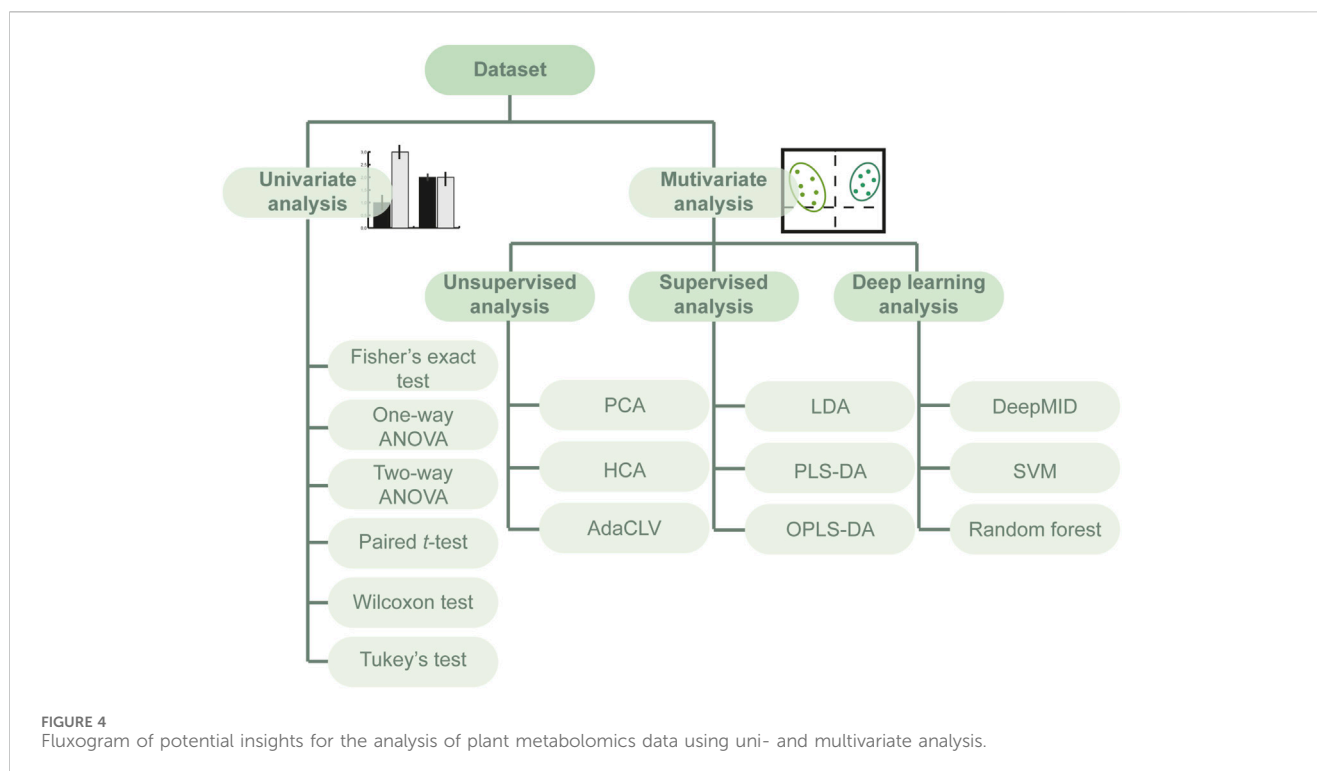 Dataset
Univariate
analysis
Mutivariate
analysis
Unsupervised
analysis
Supervised
analysis
Deep learning
analysis
Fisher's exact
test
One-way
ANOVA
Two-way
ANOVA
Paired t-test
Wilcoxon test
Tukey's test
PCA
HCA
AdaCLV
LDA
PLS-DA
OPLS-DA
DeepMID
SVM
Random forest
FIGURE 4
Fluxogram of potential insights for the analysis of plant metabolomics data using uni- and multivariate analysis.